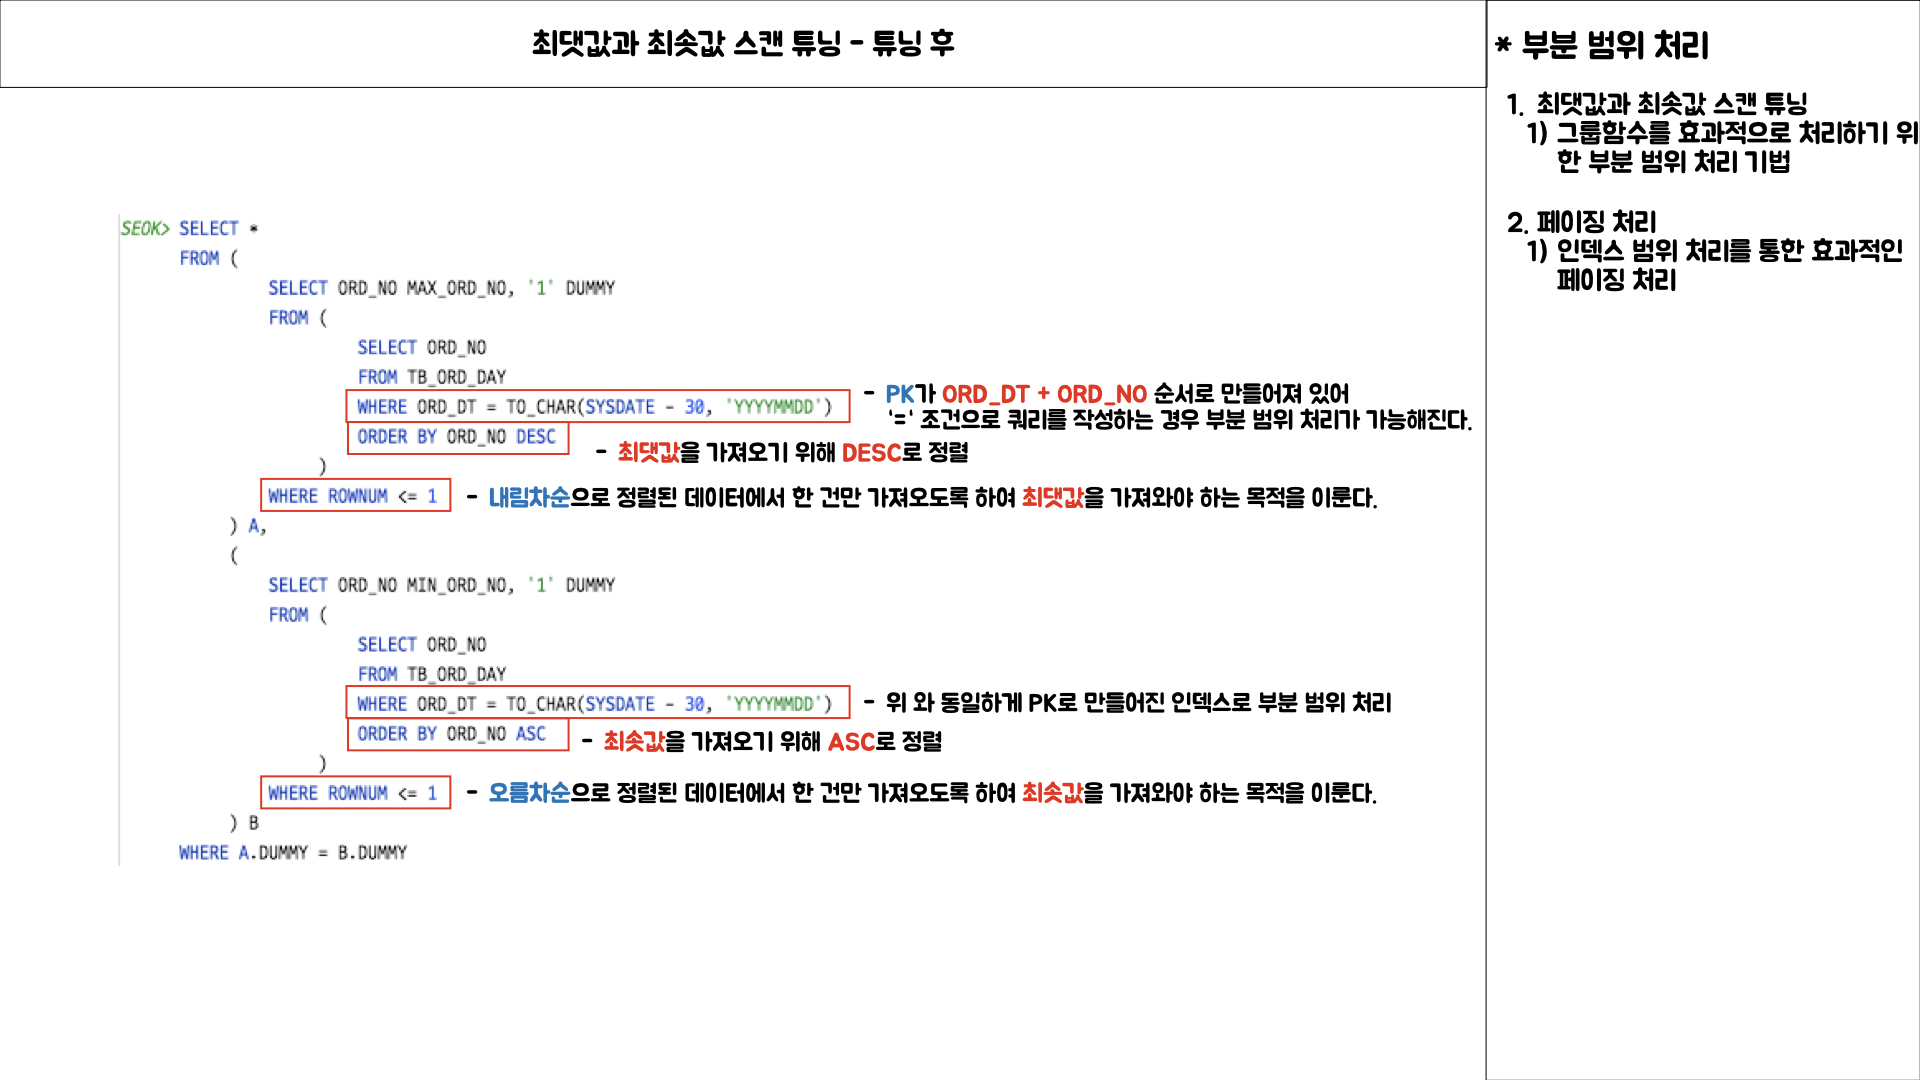 최댓값과 최솟값 스캔 튜닝 - 튜닝 후
SEOK> SELECT *
FROM (
SELECT ORD_NO MAX_ORD_NO, '1' DUMMY
FROM (
SELECT ORD_NO
FROM TB_ORD_DAY
WHERE ORD_DT = TO_CHAR(SYSDATE - 30, 'YYYYMMDD')
- PK가 ORD_DT + ORD_NO 순서로 만들어져 있어
'=' 조건으로 쿼리를 작성하는 경우 부분 범위 처리가 가능해진다.
ORDER BY ORD_NO DESC
- 최댓값을 가져오기 위해 DESC로 정렬
)
WHERE ROWNUM <= 1
- 내림차순으로 정렬된 데이터에서 한 건만 가져오도록 하여 최댓값을 가져와야 하는 목적을 이룬다.
) A,
(
SELECT ORD_NO MIN_ORD_NO, '1' DUMMY
FROM (
SELECT ORD_NO
FROM TB_ORD_DAY
WHERE ORD_DT = TO_CHAR(SYSDATE - 30, 'YYYYMMDD')
- 위 와 동일하게 PK로 만들어진 인덱스로 부분 범위 처리
ORDER BY ORD_NO ASC
- 최솟값을 가져오기 위해 ASC로 정렬
)
WHERE ROWNUM <= 1
- 오름차순으로 정렬된 데이터에서 한 건만 가져오도록 하여 최솟값을 가져와야 하는 목적을 이룬다.
) B
WHERE A.DUMMY = B.DUMMY
* 부분 범위 처리
1. 최댓값과 최솟값 스캔 튜닝
1) 그룹함수를 효과적으로 처리하기 위
한 부분 범위 처리 기법
2. 페이징 처리
1) 인덱스 범위 처리를 통한 효과적인
페이징 처리